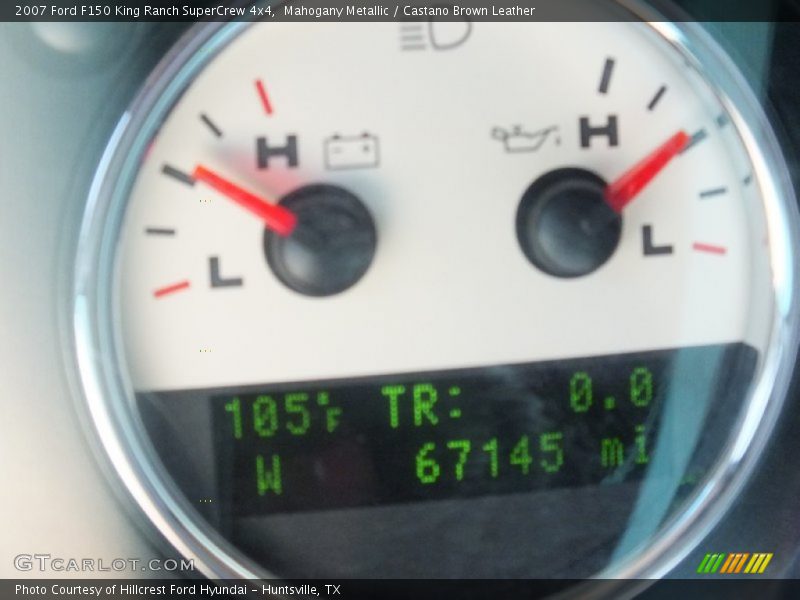 2007 Ford F150 King Ranch SuperCrew 4x4,  Mahogany Metallic / Castano Brown Leather
H H
L L
105°F TR: 0.0
W 67145 mi
GTCARLOT.COM
Photo Courtesy of Hillcrest Ford Hyundai - Huntsville, TX